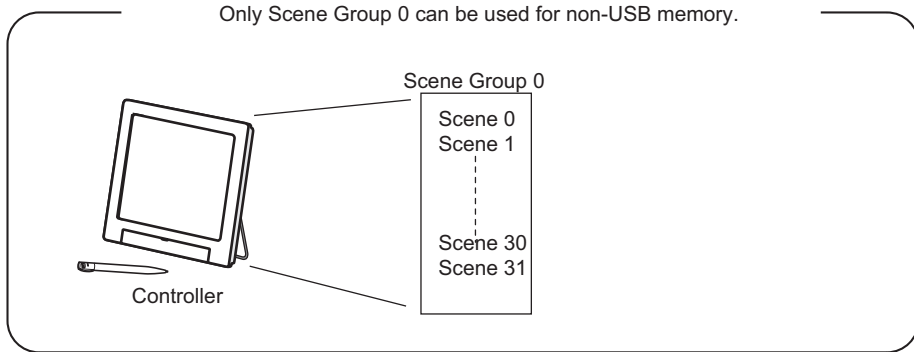 Only Scene Group 0 can be used for non-USB memory.
Scene Group 0
Scene 0
Scene 1
Scene 30
Scene 31
Controller